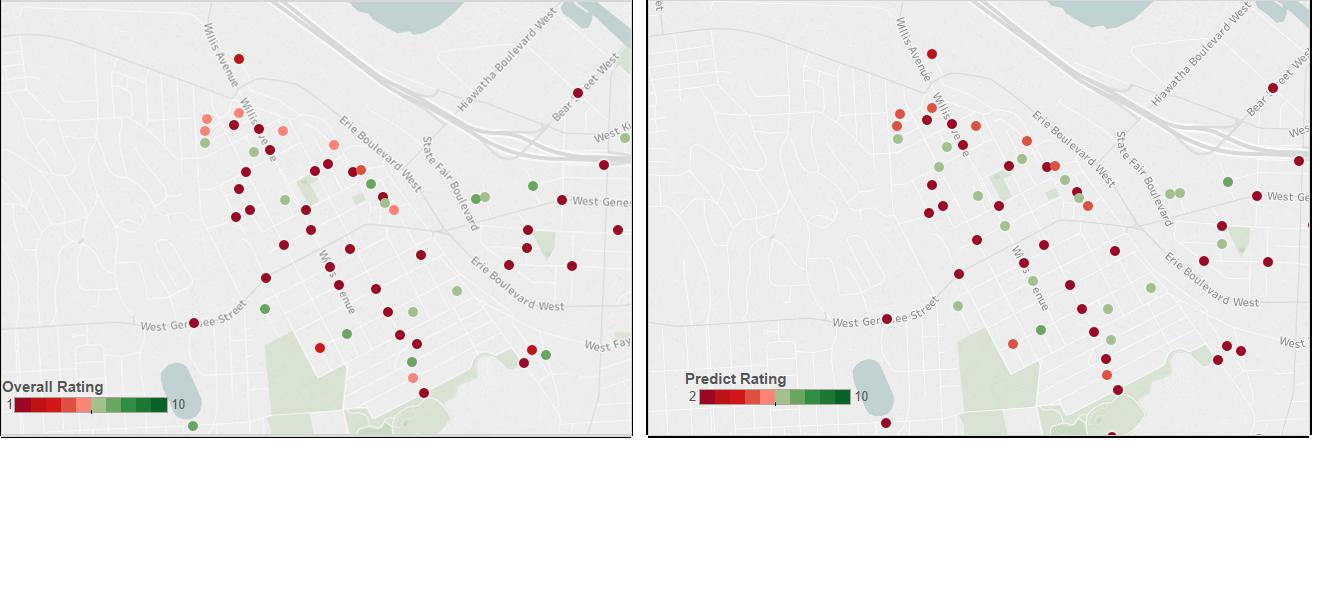 Willis Avenue
Hiawatha Boulevard West
Bear Street West
Willis Avenue
Erie Boulevard West
State Fair Boulevard
West Ki
West Genes
Willis Avenue
Erie Boulevard West
West Genesee Street
West Fay
Overall Rating
1
10
et
Willis Avenue
Hiawatha Boulevard West
Bear Street West
Willis Avenue
Erie Boulevard West
State Fair Boulevard
Wes
West Ge
Willis Avenue
Erie Boulevard West
West Genesee Street
West
Predict Rating
2
10